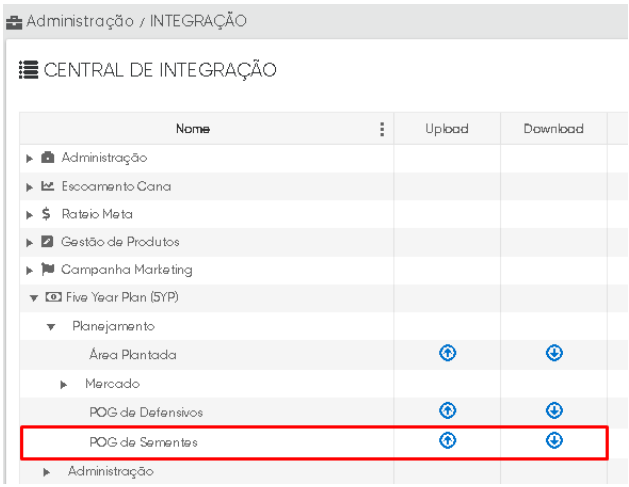 Administração / INTEGRAÇÃO
CENTRAL DE INTEGRAÇÃO
Nome Upload Download
Administração
Escoamento Cana
$ Rateio Meta
Gestão de Produtos
Campanha Marketing
Five Year Plan (5YP)
Planejamento
Área Plantada
Mercado
POG de Defensivos
POG de Sementes
Administração